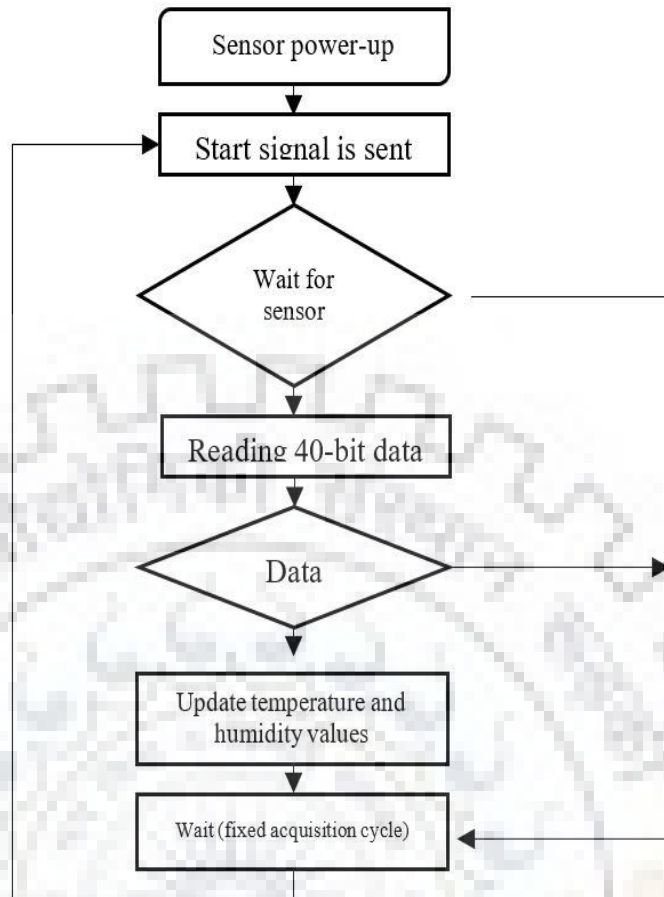 Sensor power-up
Start signal is sent
Wait for
sensor
Reading 40-bit data
Data
Update temperature and
humidity values
Wait (fixed acquisition cycle)